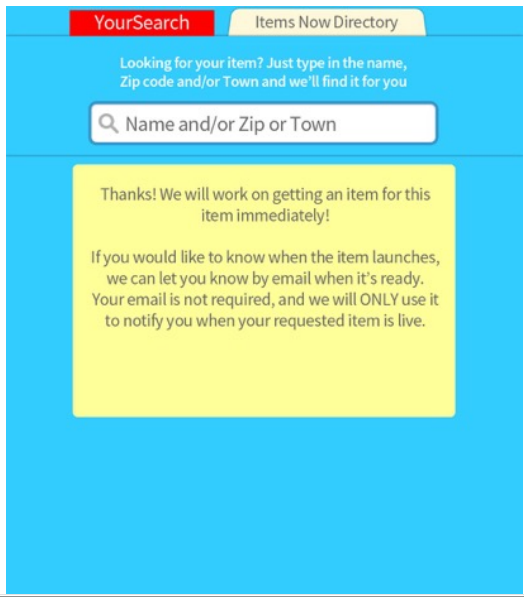 YourSearch
Items Now Directory
Looking for your item? Just type in the name,
Zip code and/or Town and we'll find it for you
Name and/or Zip or Town
Thanks! We will work on getting an item for this
item immediately!
If you would like to know when the item launches,
we can let you know by email when it's ready.
Your email is not required, and we will ONLY use it
to notify you when your requested item is live.